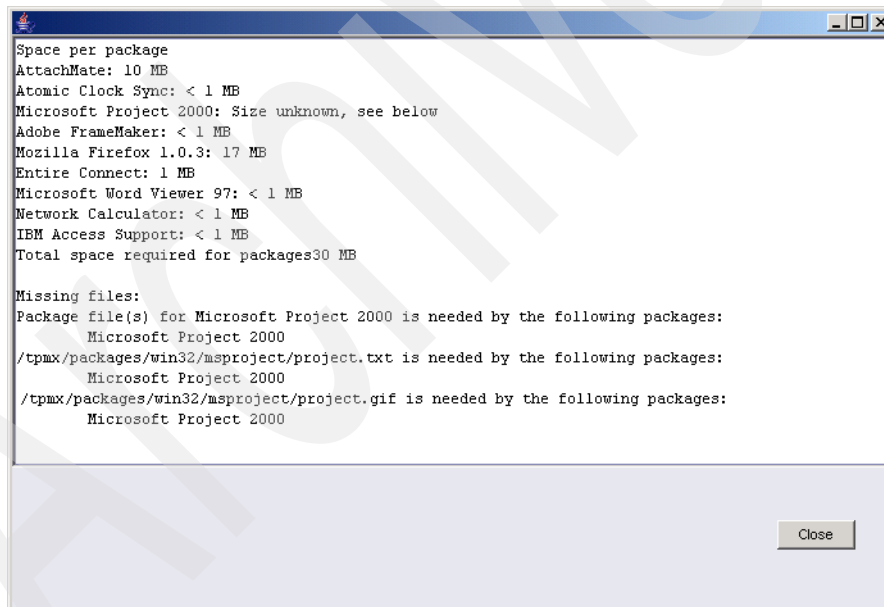 Space per package
AttachMate: 10 MB
Atomic Clock Sync: < 1 MB
Microsoft Project 2000: Size unknown, see below
Adobe FrameMaker: < 1 MB
Mozilla Firefox 1.0.3: 17 MB
Entire Connect: 1 MB
Microsoft Word Viewer 97: < 1 MB
Network Calculator: < 1 MB
IBM Access Support: < 1 MB
Total space required for packages30 MB
Missing files:
Package file(s) for Microsoft Project 2000 is needed by the following packages:
Microsoft Project 2000
/tpmx/packages/win32/msproject/project.txt is needed by the following packages:
Microsoft Project 2000
/tpmx/packages/win32/msproject/project.gif is needed by the following packages:
Microsoft Project 2000
Close